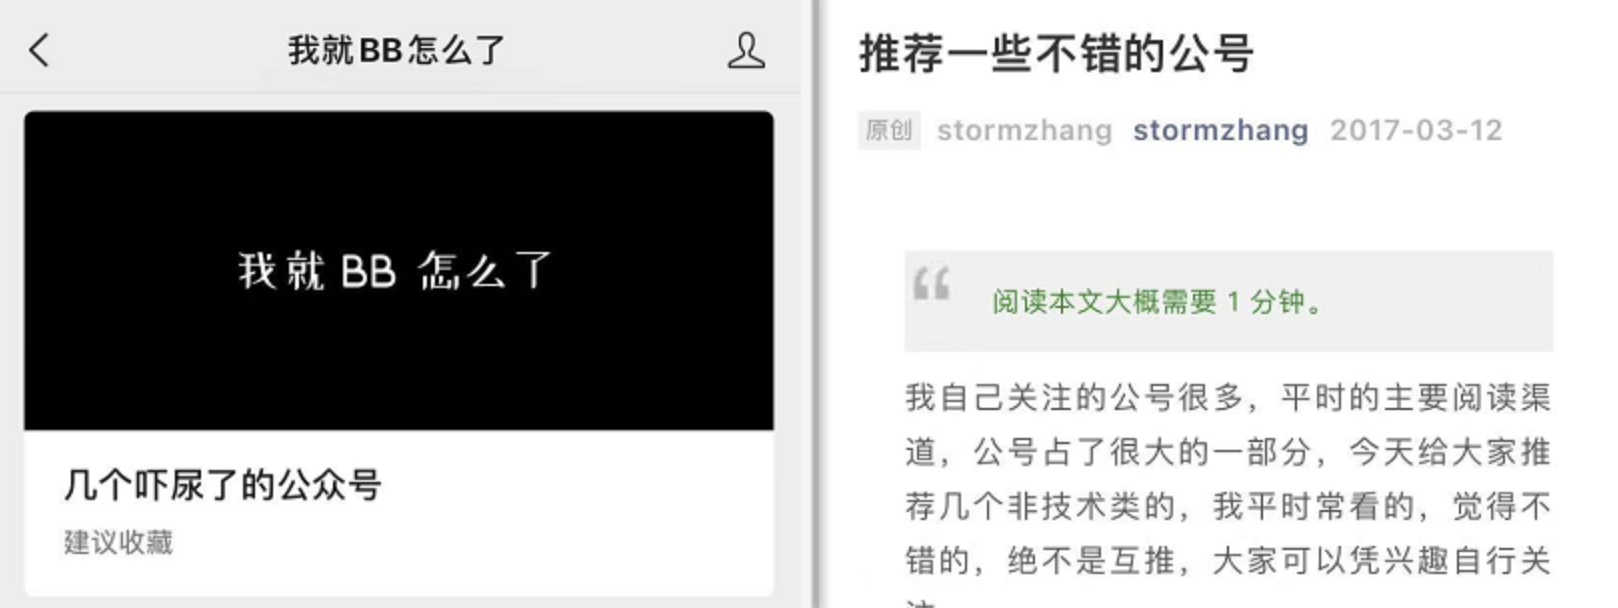 我就BB怎么了
我就 BB 怎么了
几个吓尿了的公众号
建议收藏
推荐一些不错的公号
原创 stormzhang stormzhang 2017-03-12
阅读本文大概需要 1 分钟。
我自己关注的公号很多，平时的主要阅读渠
道，公号占了很大的一部分，今天给大家推
荐几个非技术类的，我平时常看的，觉得不
错的，绝不是互推，大家可以凭兴趣自行关